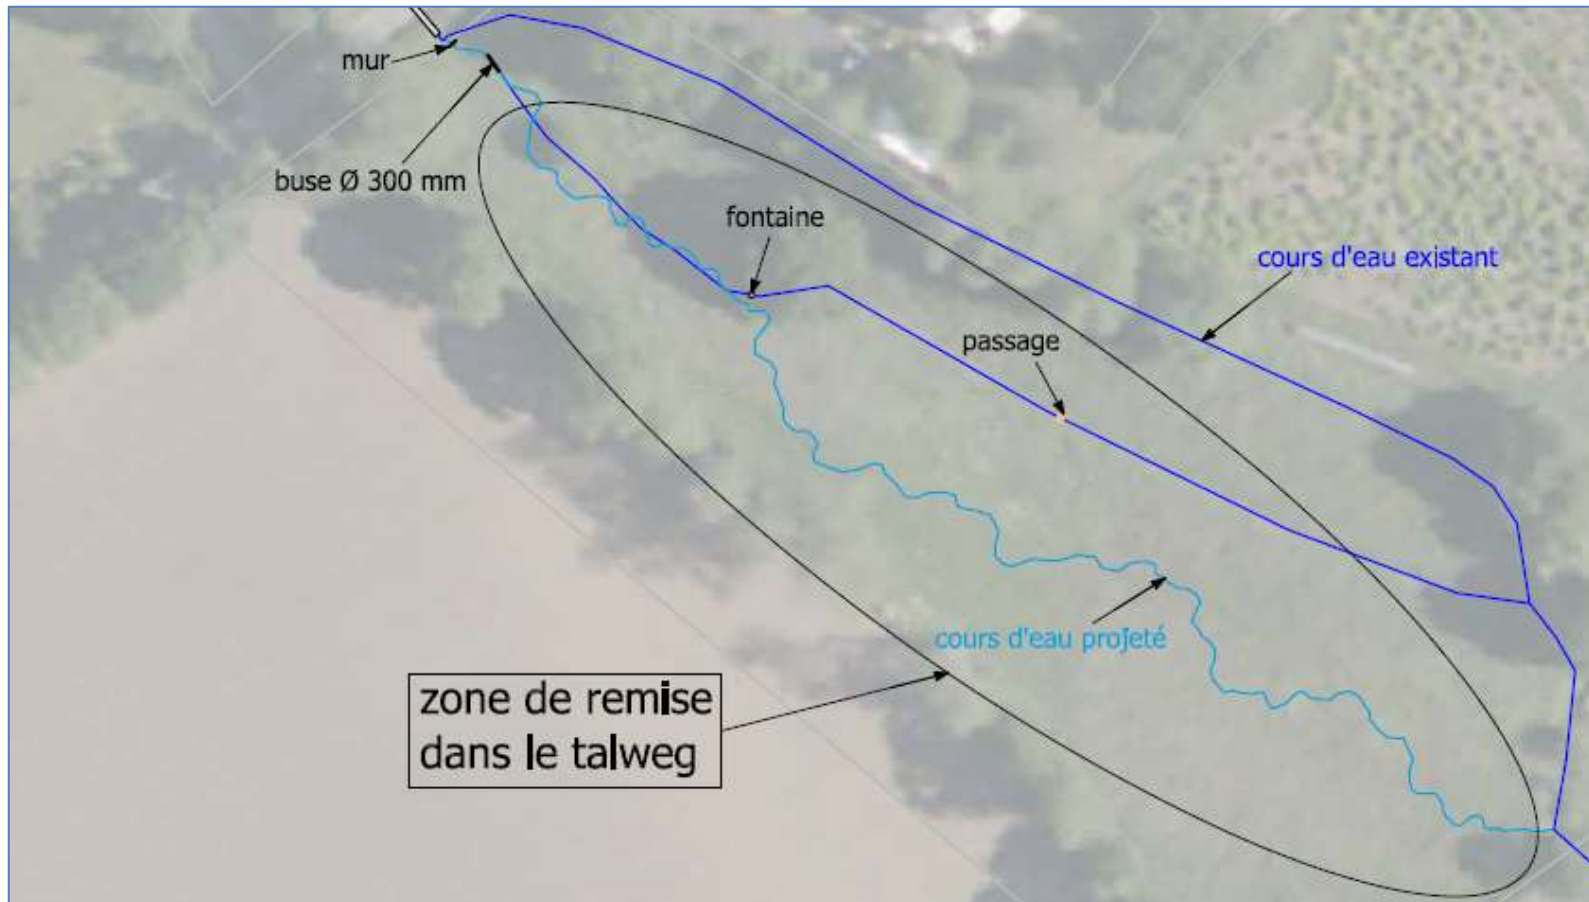 mur
buse Ø 300 mm
fontaine
cours d'eau existant
passage
cours d'eau projeté
zone de remise
dans le talweg